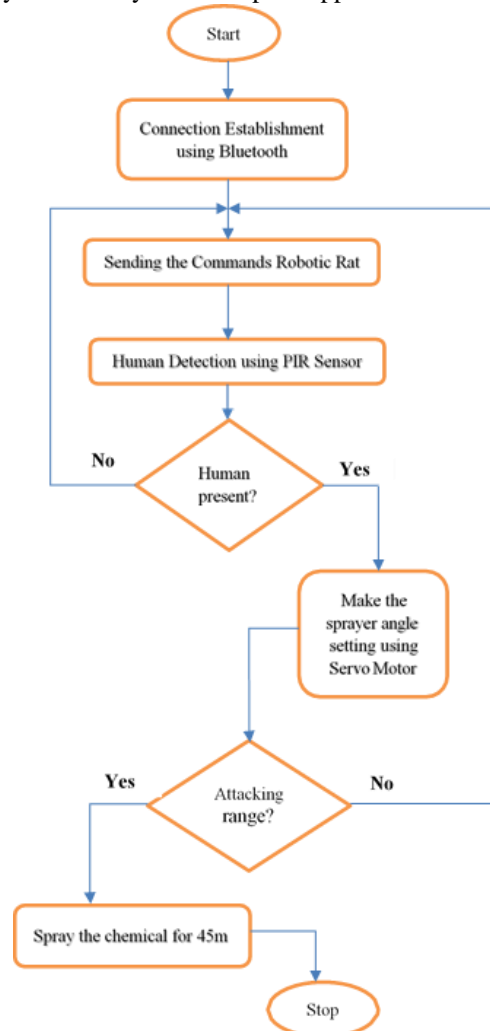 Start
Connection Establishment
using Bluetooth
Sending the Commands Robotic Rat
Human Detection using PIR Sensor
No
Human
present?
Yes
Make the
sprayer angle
setting using
Servo Motor
Yes
Attacking
range?
No
Spray the chemical for 45m
Stop